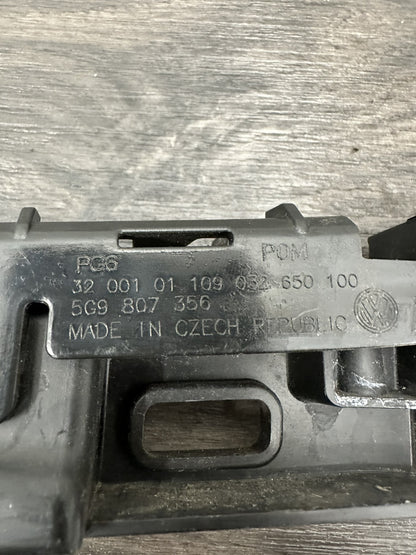 PG6 POM
32 001 01 109 052 650 100
5G9 807 356
MADE IN CZECH REPUBLIC